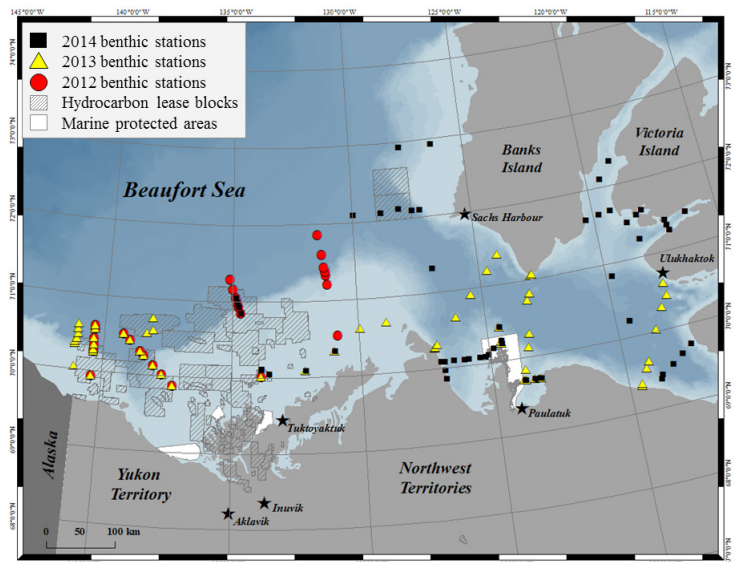 145°0'0"W
140°0'0"W
135°0'0"W
130°0'0"W
125°0'0"W
120°0'0"W
115°0'0"W
2014 benthic stations
2013 benthic stations
2012 benthic stations
Hydrocarbon lease blocks
Marine protected areas
Banks
Island
Victoria
Island
Beaufort Sea
Sachs Harbour
Ulukhaktok
Paulatuk
Tuktoyaktuk
Alaska
Yukon
Territory
Northwest
Territories
Inuvik
Aklavik
0 50 100 km